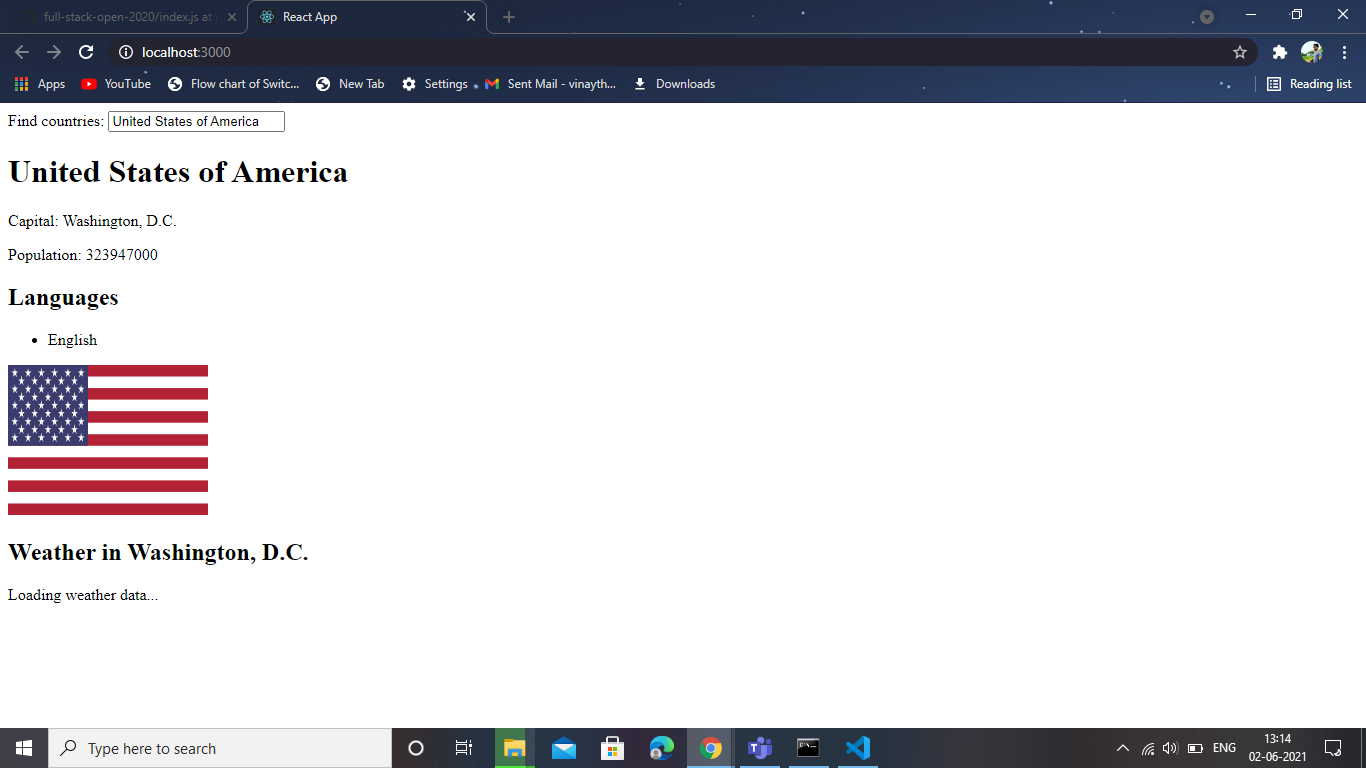 full-stack-open-2020/index.js at
React App
localhost:3000
Apps
YouTube
Flow chart of Switc...
New Tab
Settings
Sent Mail - vinayth...
Downloads
Reading list
Find countries: United States of America
United States of America
Capital: Washington, D.C.
Population: 323947000
Languages
• English
Weather in Washington, D.C.
Loading weather data...
Type here to search
ENG
13:14
02-06-2021